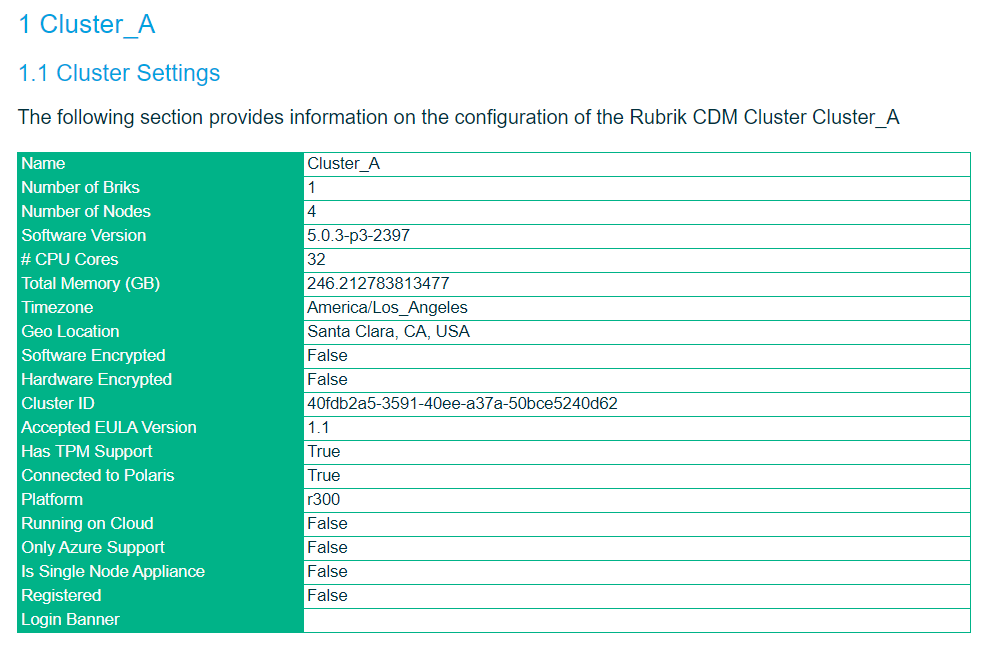 1 Cluster_A
1.1 Cluster Settings
The following section provides information on the configuration of the Rubrik CDM Cluster Cluster_A
Name Cluster_A
Number of Briks 1
Number of Nodes 4
Software Version 5.0.3-p3-2397
# CPU Cores 32
Total Memory (GB) 246.212783813477
Timezone America/Los_Angeles
Geo Location Santa Clara, CA, USA
Software Encrypted False
Hardware Encrypted False
Cluster ID 40fdb2a5-3591-40ee-a37a-50bce5240d62
Accepted EULA Version 1.1
Has TPM Support True
Connected to Polaris True
Platform r300
Running on Cloud False
Only Azure Support False
Is Single Node Appliance False
Registered False
Login Banner